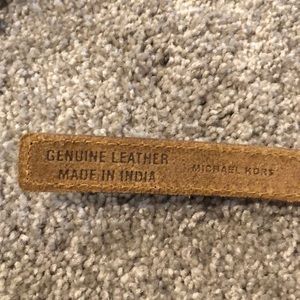 GENUINE LEATHER
MADE IN INDIA
MICHAEL KORS